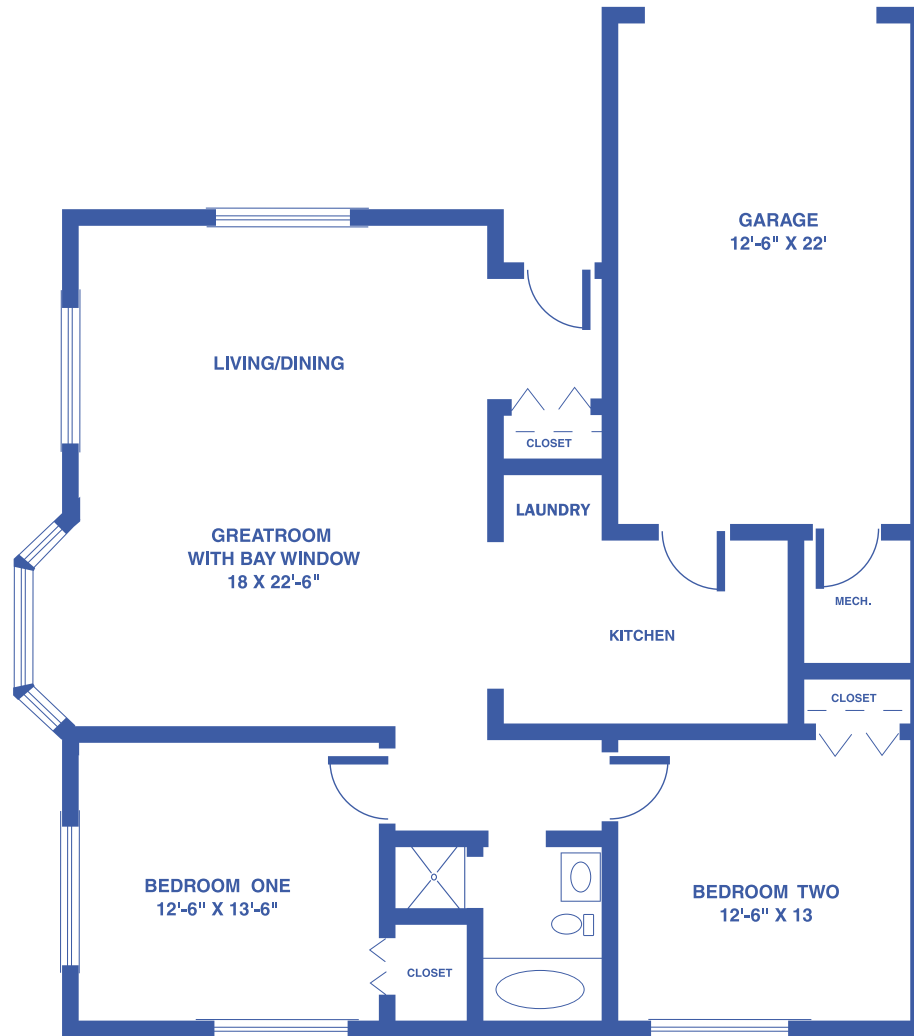 GARAGE
12'-6" X 22'
LIVING/DINING
CLOSET
LAUNDRY
GREATROOM
WITH BAY WINDOW
18 X 22'-6"
MECH.
KITCHEN
CLOSET
BEDROOM ONE
12'-6" X 13'-6"
BEDROOM TWO
12'-6" X 13
CLOSET